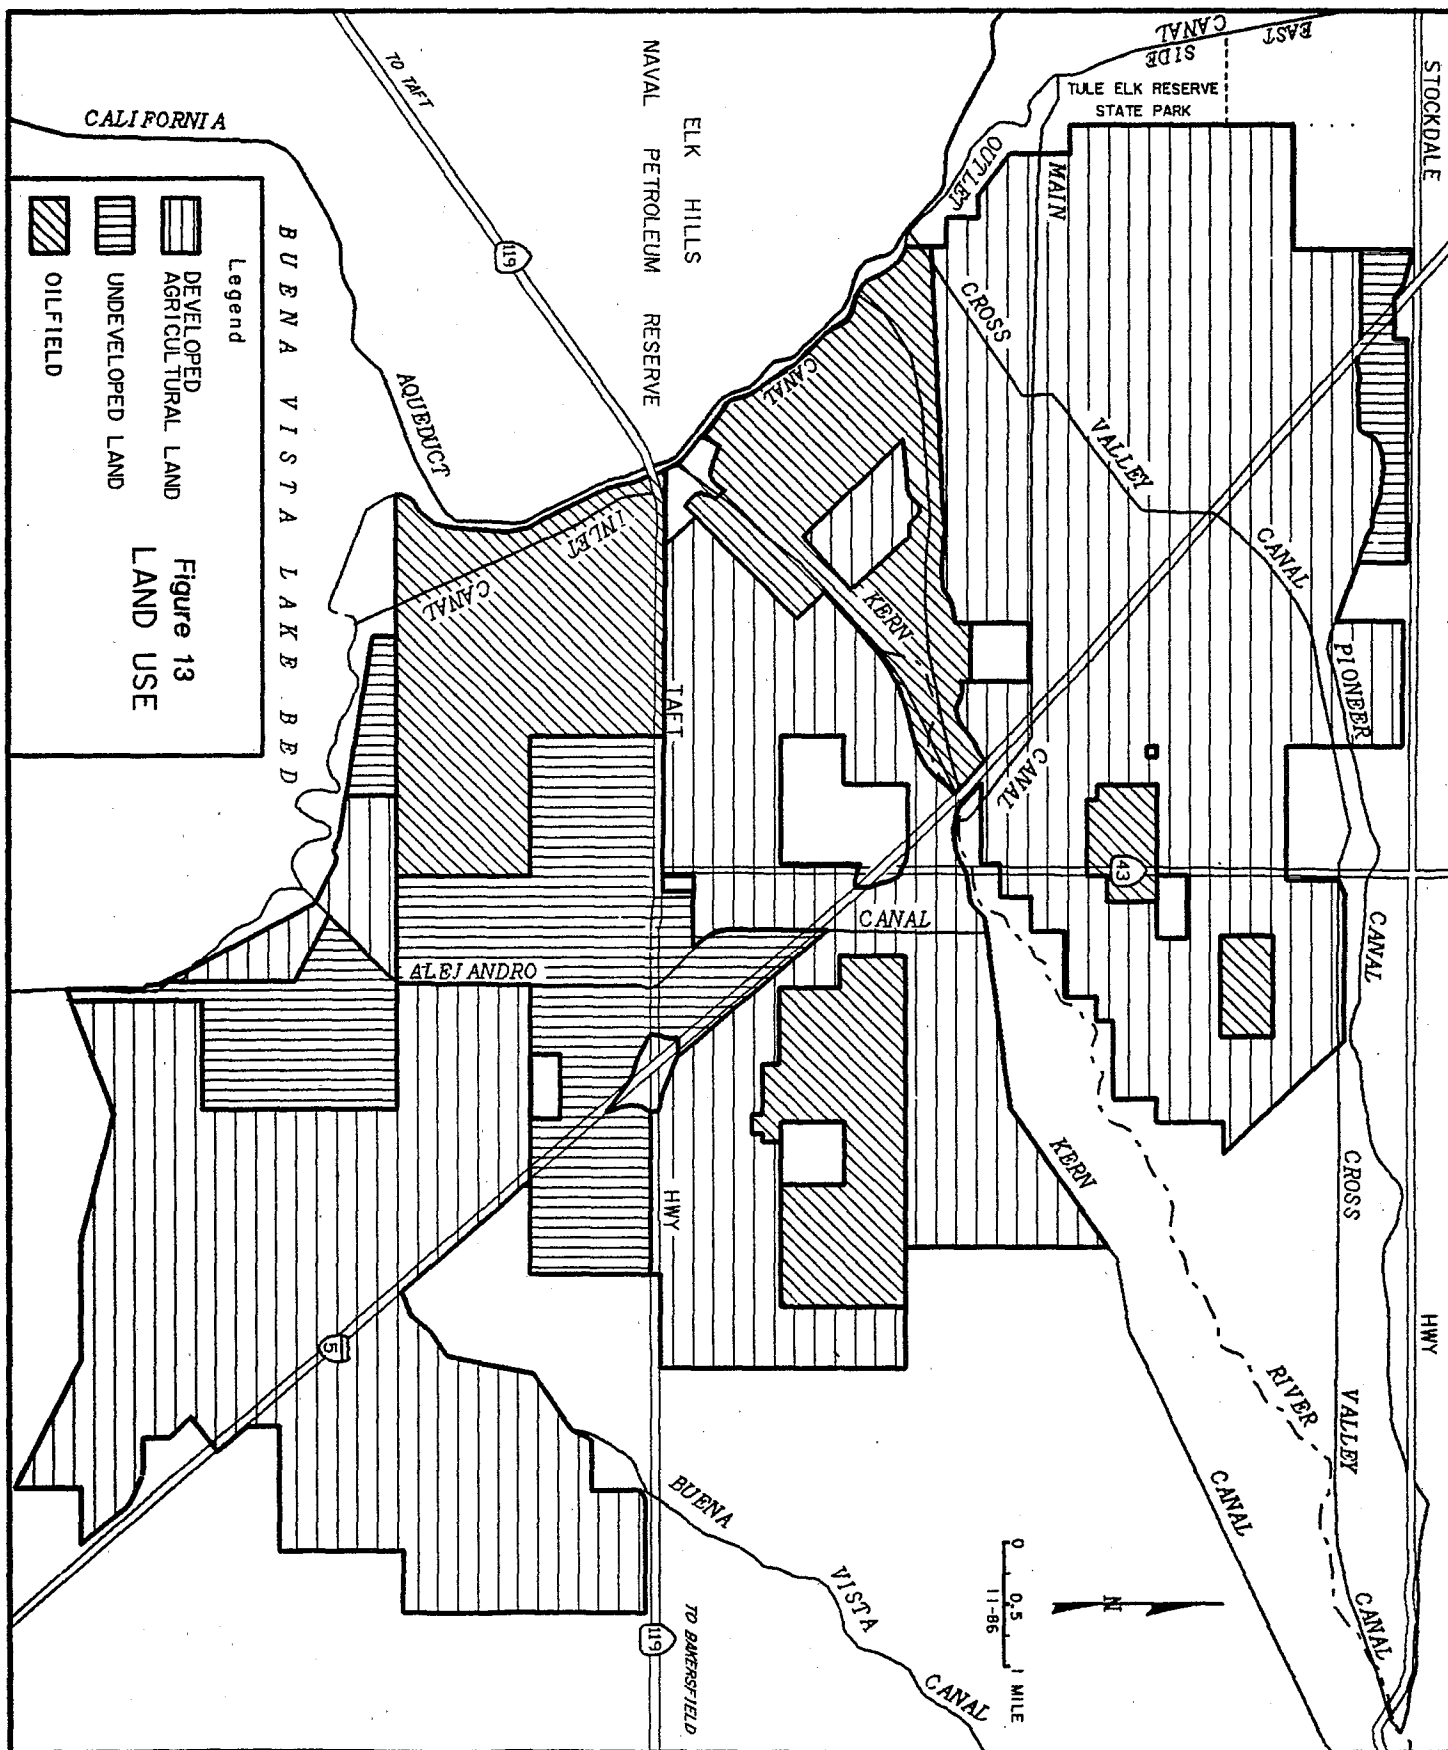 STOCKDALE
HWY
EAST
SIDE
CANAL
TULE ELK RESERVE
STATE PARK
OUTLET
MAIN
CANAL
CROSS
VALLEY
CANAL
PIONEER
CANAL
CROSS
VALLEY
CANAL
KERN
RIVER
KERN
CANAL
43
ELK HILLS
NAVAL PETROLEUM RESERVE
CANAL
KERN
CANAL
TO TAFT
119
TAFT
HWY
119
TO BAKERSFIELD
CALIFORNIA
AQUEDUCT
INLET
CANAL
ALEJANDRO
BUENA
VISTA
CANAL
5
BUENA VISTA LAKE BED
N
0 0.5 1 MILE
11-86
Legend
DEVELOPED
AGRICULTURAL LAND
UNDEVELOPED LAND
OILFIELD
Figure 13
LAND USE